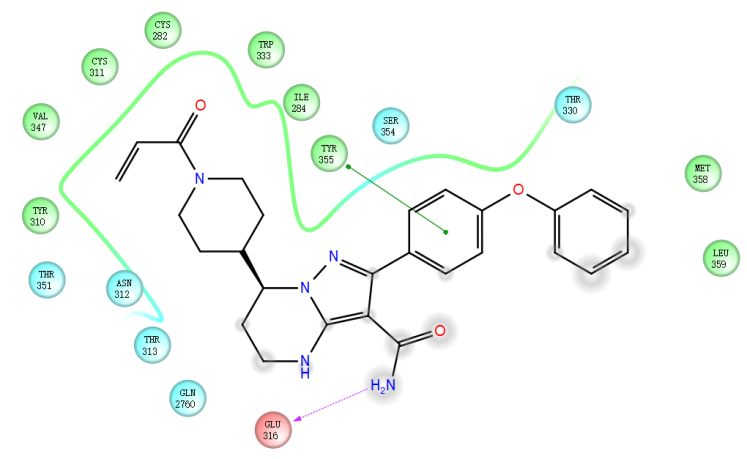 CYS
282
CYS
311
TRP
333
ILE
284
THR
330
VAL
347
SER
354
TYR
355
MET
358
O
N
O
TYR
310
LEU
359
THR
351
ASN
312
N
N
THR
313
O
N
H
H2N
GLN
2760
GLU
316